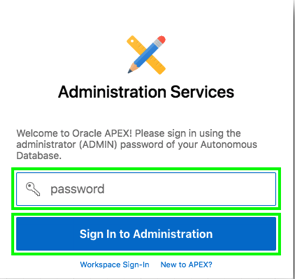 Administration Services
Welcome to Oracle APEX! Please sign in using the
administrator (ADMIN) password of your Autonomous
Database.
password
Sign In to Administration
Workspace Sign-In New to APEX?